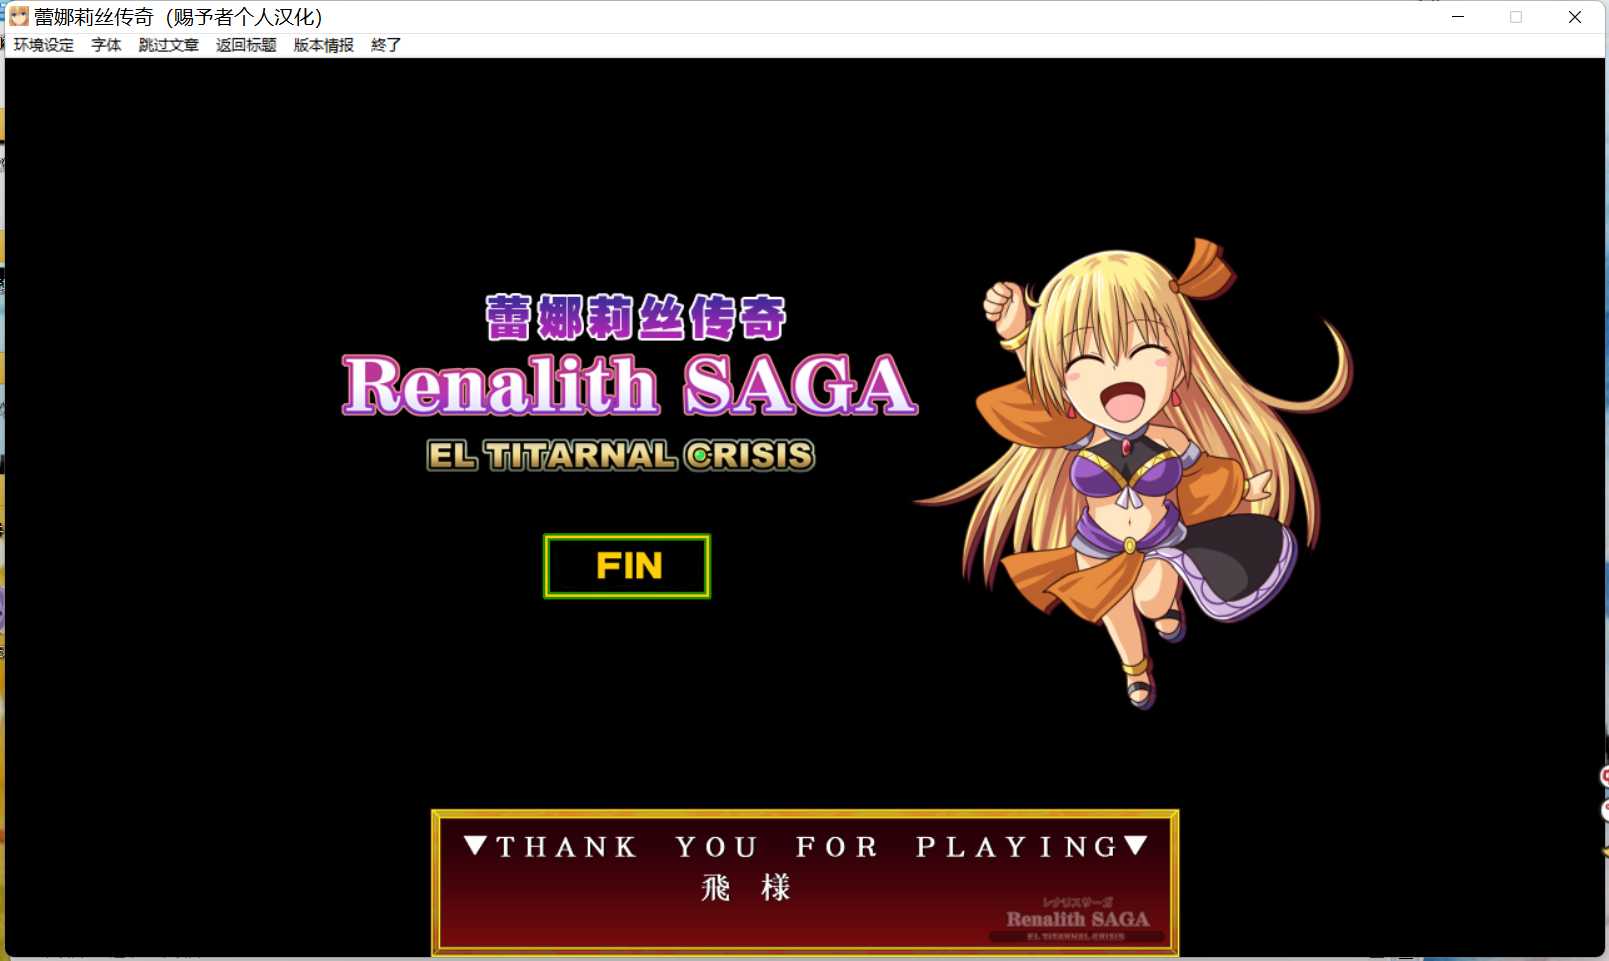 蕾娜莉丝传奇（赐予者个人汉化）
环境设定 字体 跳过文章 返回标题 版本情报 終了
蕾娜莉丝传奇
Renalith SAGA
EL TITARNAL CRISIS
FIN
▼THANK YOU FOR PLAYING▼
飛 様
レナリスサーガ
Renalith SAGA
EL TITARNAL CRISIS